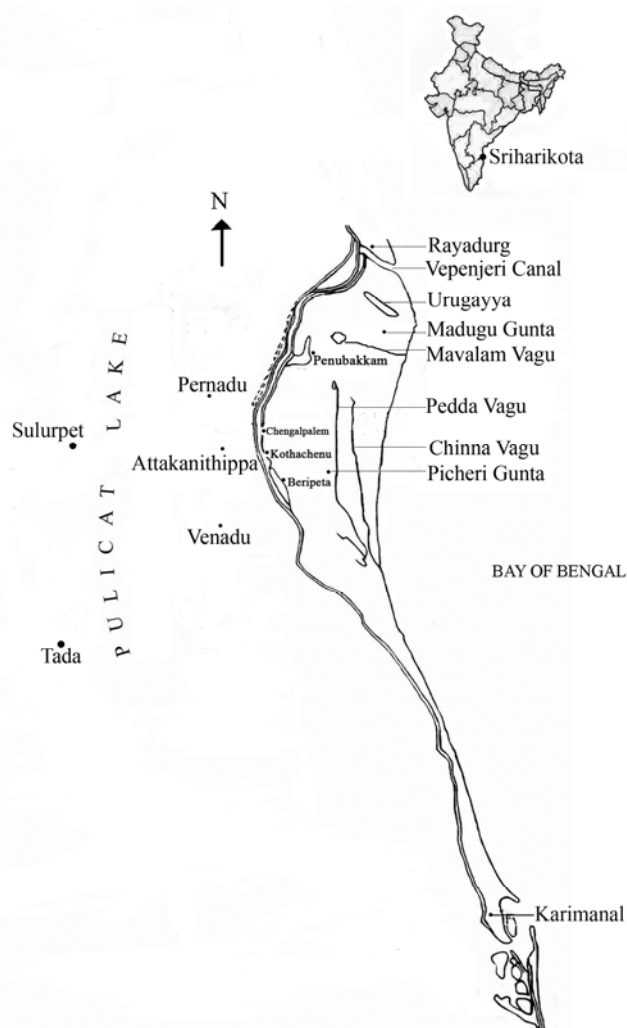 Sriharikota
N
Rayadurg
Vepenjeri Canal
Urugayya
Madugu Gunta
Mavalam Vagu
Penubakkam
Pernadu
Pedda Vagu
Chengalpalem
Sulurpet
Chinna Vagu
Kothachenu
Attakanithippa
Picheri Gunta
Beripeta
Venadu
PULICAT LAKE
BAY OF BENGAL
Tada
Karimanal